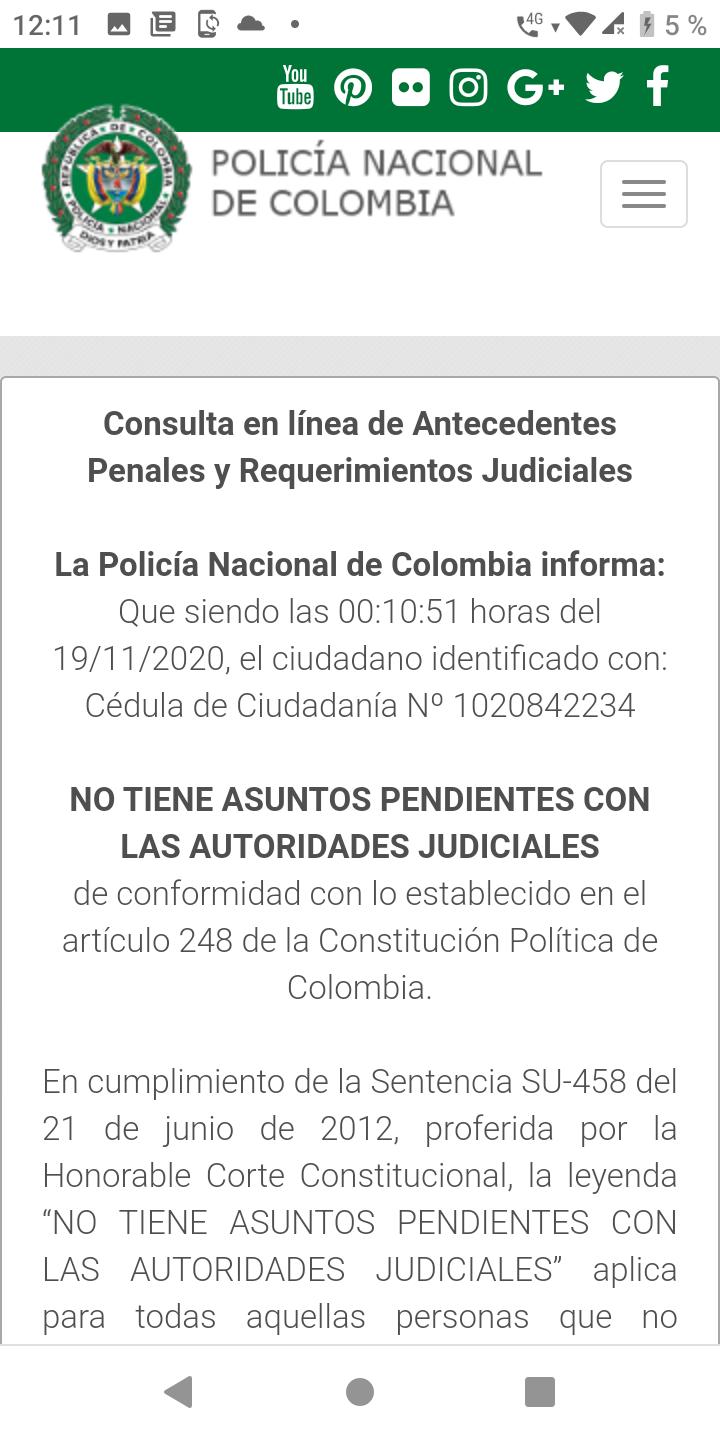 12:11
4G
5 %
You
Tube
G+
REPÚBLICA DE COLOMBIA
POLICÍA NACIONAL
DIOS Y PATRIA
POLICÍA NACIONAL
DE COLOMBIA
Consulta en línea de Antecedentes
Penales y Requerimientos Judiciales
La Policía Nacional de Colombia informa:
Que siendo las 00:10:51 horas del
19/11/2020, el ciudadano identificado con:
Cédula de Ciudadanía Nº 1020842234
NO TIENE ASUNTOS PENDIENTES CON
LAS AUTORIDADES JUDICIALES
de conformidad con lo establecido en el
artículo 248 de la Constitución Política de
Colombia.
En cumplimiento de la Sentencia SU-458 del
21 de junio de 2012, proferida por la
Honorable Corte Constitucional, la leyenda
“NO TIENE ASUNTOS PENDIENTES CON
LAS AUTORIDADES JUDICIALES” aplica
para todas aquellas personas que no